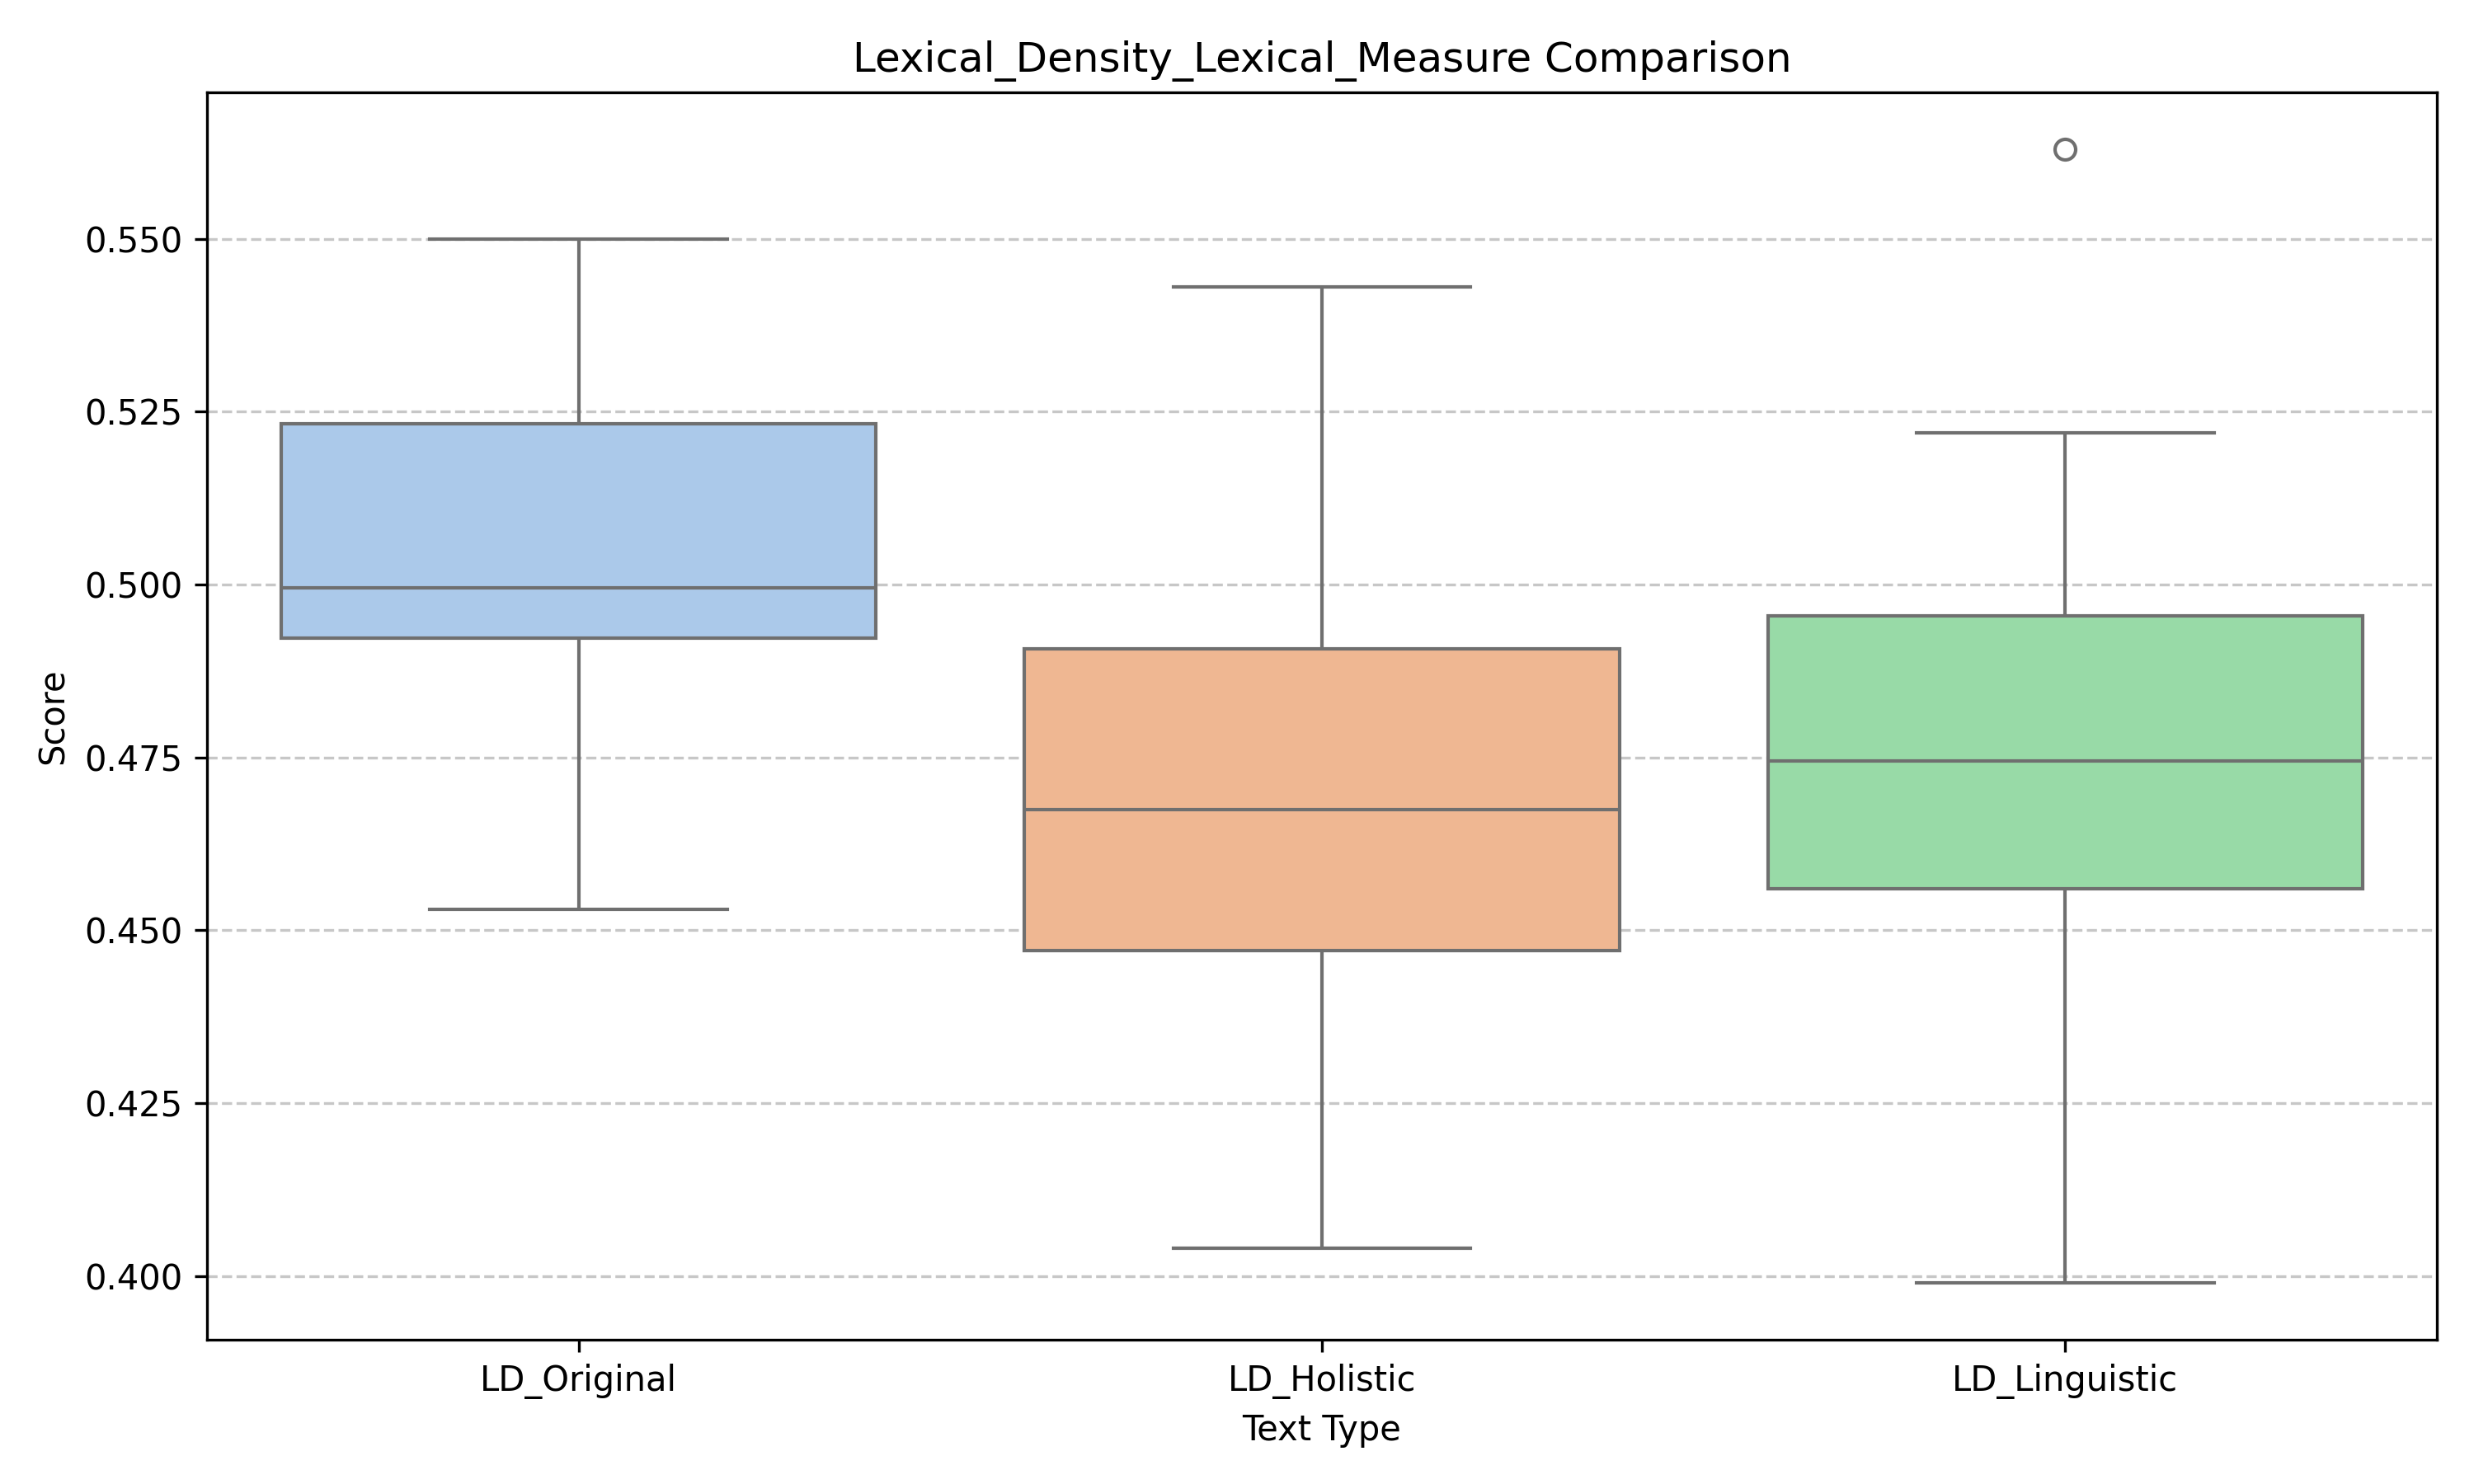 Lexical_Density_Lexical_Measure Comparison
Score
0.550
0.525
0.500
0.475
0.450
0.425
0.400
LD_Original
LD_Holistic
LD_Linguistic
Text Type